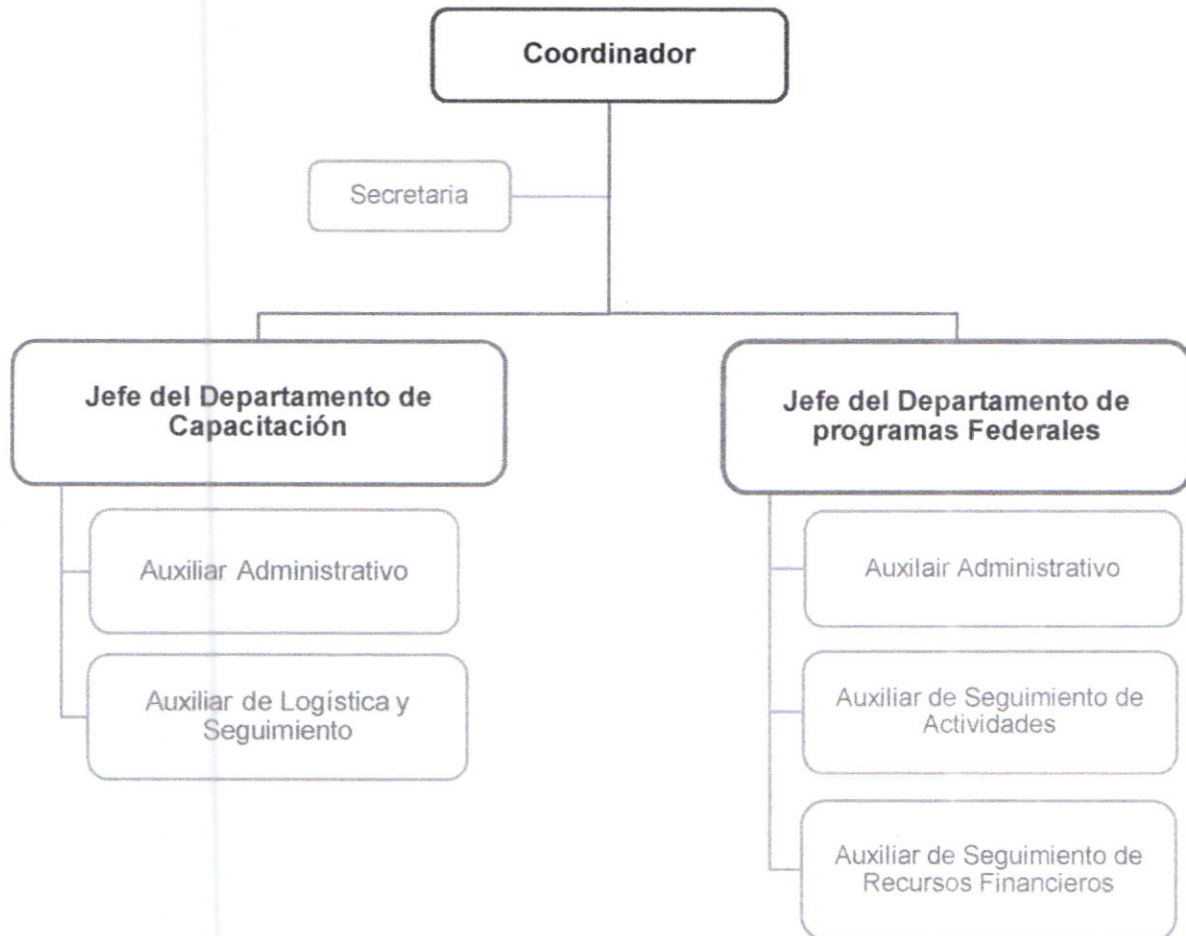 Coordinador
Secretaria
Jefe del Departamento de
Capacitación
Auxiliar Administrativo
Auxiliar de Logística y
Seguimiento
Jefe del Departamento de
programas Federales
Auxilair Administrativo
Auxiliar de Seguimiento de
Actividades
Auxiliar de Seguimiento de
Recursos Financieros